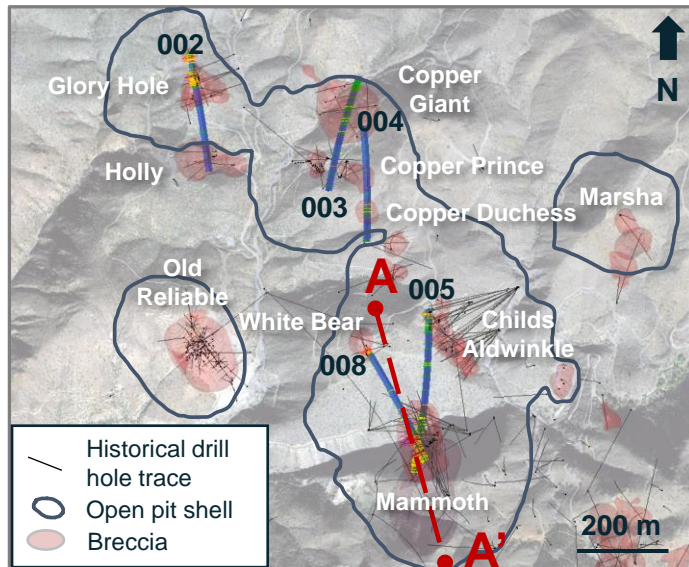 002
Glory Hole
Copper
Giant
N
004
Holly
Copper Prince
003
Copper Duchess
Marsha
Old
Reliable
A
005
White Bear
Childs
Aldwinkle
008
Mammoth
A'
Historical drill
hole trace
Open pit shell
Breccia
200 m